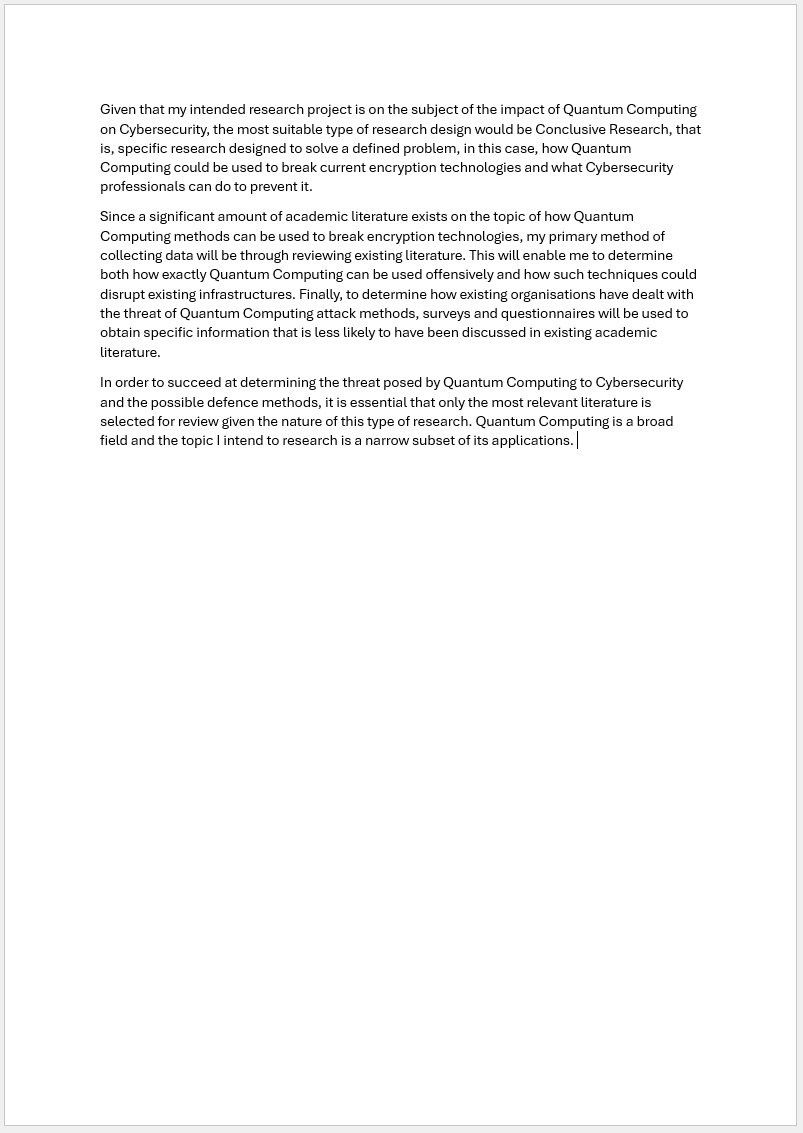 Given that my intended research project is on the subject of the impact of Quantum Computing
on Cybersecurity, the most suitable type of research design would be Conclusive Research, that
is, specific research designed to solve a defined problem, in this case, how Quantum
Computing could be used to break current encryption technologies and what Cybersecurity
professionals can do to prevent it.
Since a significant amount of academic literature exists on the topic of how Quantum
Computing methods can be used to break encryption technologies, my primary method of
collecting data will be through reviewing existing literature. This will enable me to determine
both how exactly Quantum Computing can be used offensively and how such techniques could
disrupt existing infrastructures. Finally, to determine how existing organisations have dealt with
the threat of Quantum Computing attack methods, surveys and questionnaires will be used to
obtain specific information that is less likely to have been discussed in existing academic
literature.
In order to succeed at determining the threat posed by Quantum Computing to Cybersecurity
and the possible defence methods, it is essential that only the most relevant literature is
selected for review given the nature of this type of research. Quantum Computing is a broad
field and the topic I intend to research is a narrow subset of its applications.